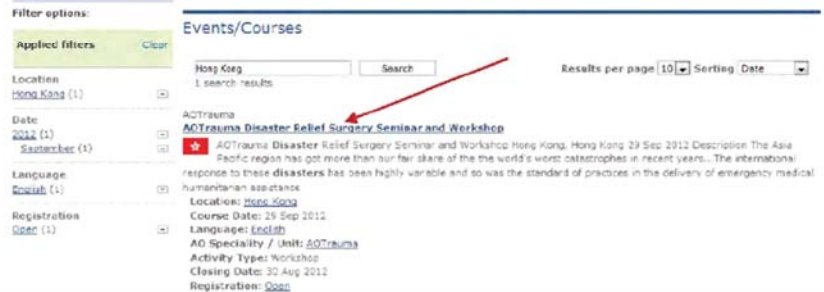 Filter options:
Applied filters Clear
Location
Hong Kong (1)
Date
2012 (1)
September (1)
Language
English (1)
Registration
Open (1)
Events/Courses
Hong Kong Search Results per page 10 Sorting Date
1 search results
AOTrauma
AOTrauma Disaster Relief Surgery Seminar and Workshop
AOTrauma Disaster Relief Surgery Seminar and Workshop Hong Kong, Hong Kong 29 Sep 2012 Description The Asia
Pacific region has got more than our fair share of the the world's worst catastrophes in recent years.. The international
response to these disasters has been highly variable and so was the standard of practices in the delivery of emergency medical
humanitarian assistance
Location: Hong Kong
Course Date: 29 Sep 2012
Language: English
AO Speciality / Unit: AOTrauma
Activity Type: Workshop
Closing Date: 30 Aug 2012
Registration: Open